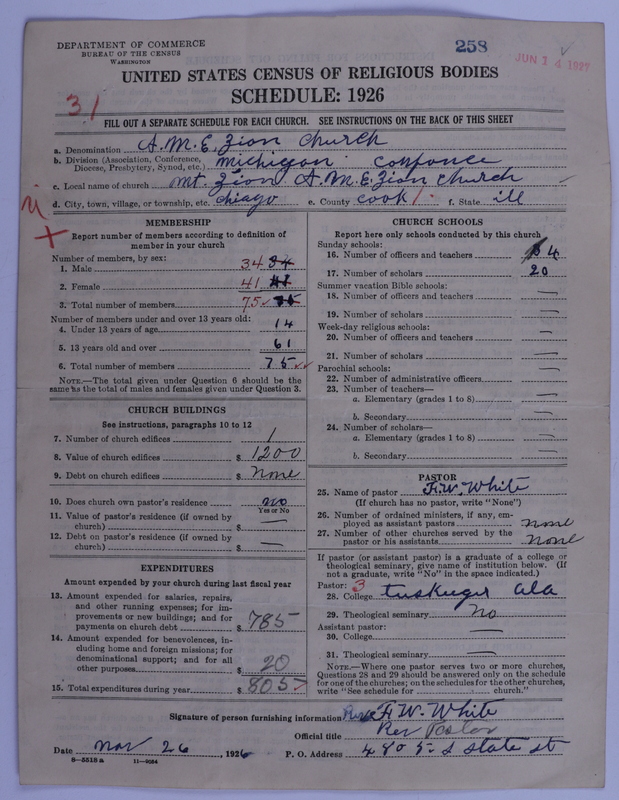 DEPARTMENT OF COMMERCE
BUREAU OF THE CENSUS
WASHINGTON
258
JUN 14 1927
UNITED STATES CENSUS OF RELIGIOUS BODIES
31
SCHEDULE: 1926
FILL OUT A SEPARATE SCHEDULE FOR EACH CHURCH. SEE INSTRUCTIONS ON THE BACK OF THIS SHEET
a. Denomination A.M.E. Zion Church
b. Division (Association, Conference, Diocese, Presbytery, Synod, etc.) Michigan confonce
c. Local name of church Mt. Zion A.M.E. Zion church
d. City, town, village, or township, etc. Chiago e. County cook f. State ill
MEMBERSHIP
Report number of members according to definition of
member in your church
Number of members, by sex:
1. Male 34
2. Female 41
3. Total number of members 75
Number of members under and over 13 years old:
4. Under 13 years of age 14
5. 13 years old and over 61
6. Total number of members 75
NOTE.—The total given under Question 6 should be the
same as the total of males and females given under Question 3.
CHURCH BUILDINGS
See instructions, paragraphs 10 to 12
7. Number of church edifices 1
8. Value of church edifices $ 1200
9. Debt on church edifices $ None
10. Does church own pastor's residence no
Yes or No
11. Value of pastor's residence (if owned by
church) $ —
12. Debt on pastor's residence (if owned by
church) $ —
EXPENDITURES
Amount expended by your church during last fiscal year
13. Amount expended for salaries, repairs,
and other running expenses; for im-
provements or new buildings; and for
payments on church debt $ 785
14. Amount expended for benevolences, in-
cluding home and foreign missions; for
denominational support; and for all
other purposes $ 20
15. Total expenditures during year $ 805
CHURCH SCHOOLS
Report here only schools conducted by this church
Sunday schools:
16. Number of officers and teachers 4
17. Number of scholars 20
Summer vacation Bible schools:
18. Number of officers and teachers —
19. Number of scholars —
Week-day religious schools:
20. Number of officers and teachers —
21. Number of scholars —
Parochial schools:
22. Number of administrative officers —
23. Number of teachers—
a. Elementary (grades 1 to 8) —
b. Secondary —
24. Number of scholars—
a. Elementary (grades 1 to 8) —
b. Secondary —
PASTOR
25. Name of pastor F.W. White
(If church has no pastor, write "None")
26. Number of ordained ministers, if any, em-
ployed as assistant pastors none
27. Number of other churches served by the
pastor or his assistants None
If pastor (or assistant pastor) is a graduate of a college or
theological seminary, give name of institution below. (If
not a graduate, write "No" in the space indicated.)
Pastor: 3
28. College Tuskuger ala
29. Theological seminary No
Assistant pastor:
30. College —
31. Theological seminary —
NOTE.—Where one pastor serves two or more churches,
Questions 28 and 29 should be answered only on the schedule
for one of the churches; on the schedules for the other churches,
write "See schedule for church."
Signature of person furnishing information F.W. White
Official title Rev Pastor
Date Nov 26, 1926 P. O. Address 4805 S State st
8—5518a 11—9054